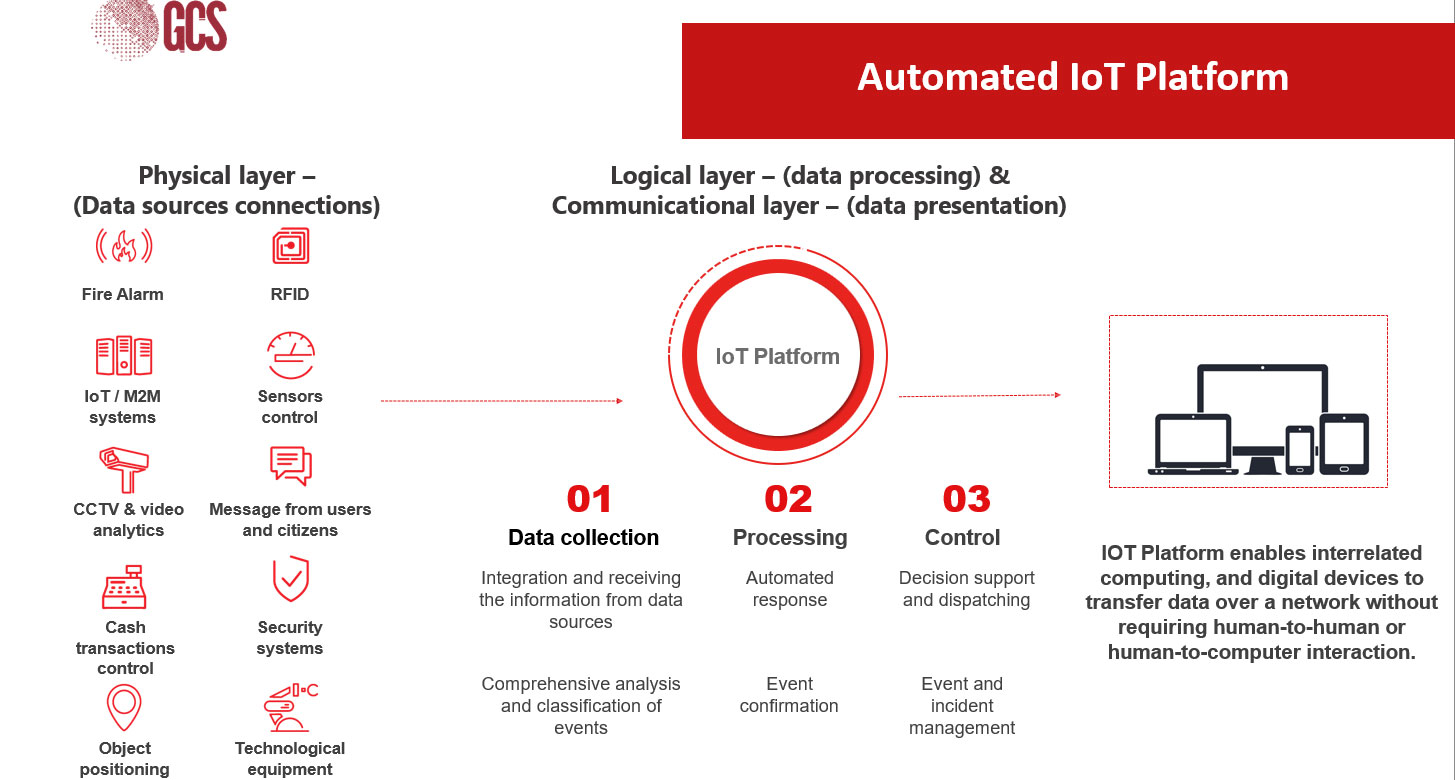 GCS
Automated IoT Platform
Physical layer –
(Data sources connections)
Logical layer – (data processing) &
Communicational layer – (data presentation)
Fire Alarm
RFID
IoT / M2M
systems
Sensors
control
CCTV & video
analytics
Message from users
and citizens
Cash
transactions
control
Security
systems
Object
positioning
°C
Technological
equipment
IoT Platform
01
Data collection
Integration and receiving
the information from data
sources
Comprehensive analysis
and classification of
events
02
Processing
Automated
response
Event
confirmation
03
Control
Decision support
and dispatching
Event and
incident
management
IOT Platform enables interrelated
computing, and digital devices to
transfer data over a network without
requiring human-to-human or
human-to-computer interaction.